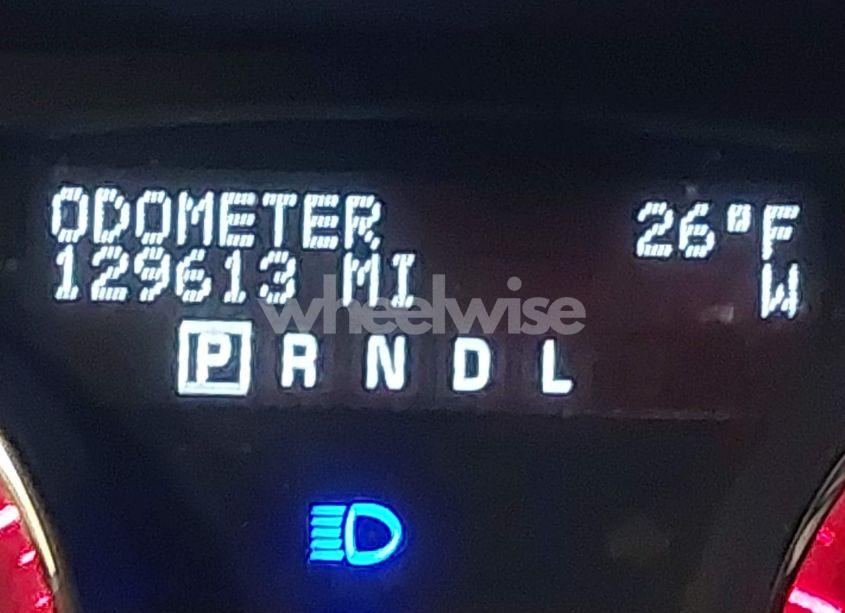 ODOMETER 26°F
129613 MI W
wheelwise
P R N D L